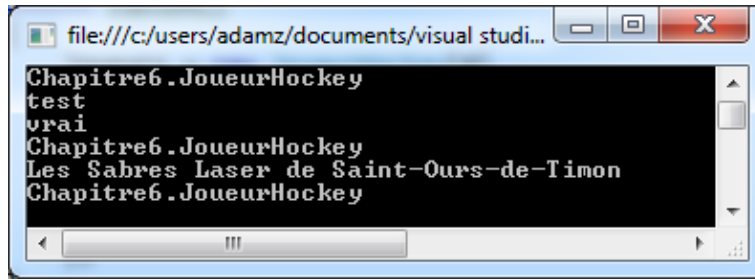 file:///c:/users/adamz/documents/visual studi...
Chapitre6.JoueurHockey
test
vrai
Chapitre6.JoueurHockey
Les Sabres Laser de Saint-Ours-de-Timon
Chapitre6.JoueurHockey